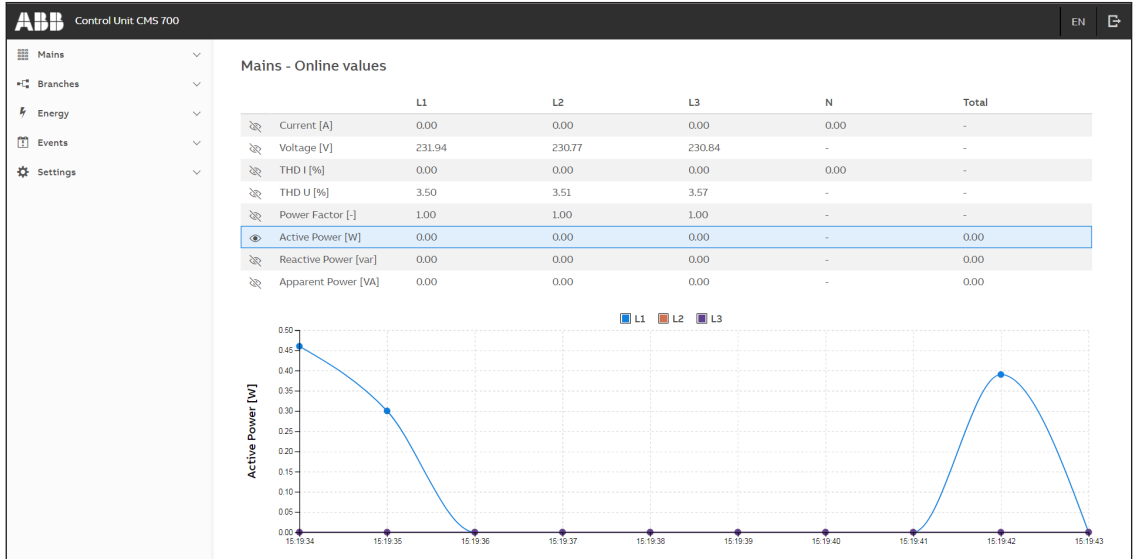 ABB Control Unit CMS 700 EN
Mains
Branches
Energy
Events
Settings
Mains - Online values
L1 L2 L3 N Total
Current [A] 0.00 0.00 0.00 0.00 -
Voltage [V] 231.94 230.77 230.84 - -
THD I [%] 0.00 0.00 0.00 0.00 -
THD U [%] 3.50 3.51 3.57 - -
Power Factor [-] 1.00 1.00 1.00 - -
Active Power [W] 0.00 0.00 0.00 - 0.00
Reactive Power [var] 0.00 0.00 0.00 - 0.00
Apparent Power [VA] 0.00 0.00 0.00 - 0.00
L1 L2 L3
Active Power [W]
0.50
0.45
0.40
0.35
0.30
0.25
0.20
0.15
0.10
0.05
0.00
15:19:34 15:19:35 15:19:36 15:19:37 15:19:38 15:19:39 15:19:40 15:19:41 15:19:42 15:19:43